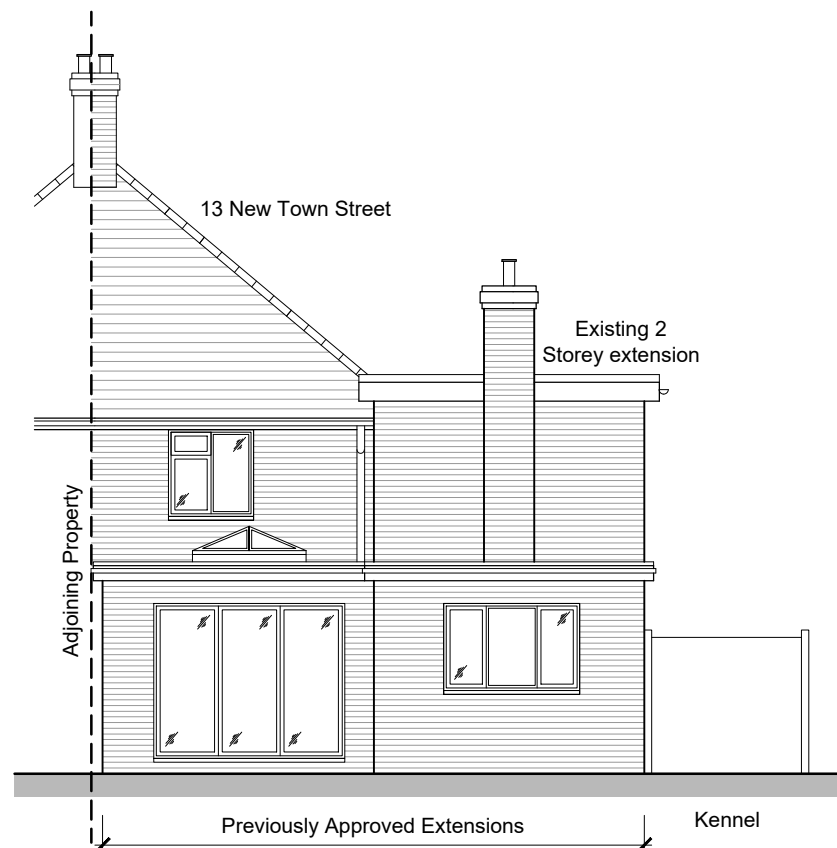 13 New Town Street
Existing 2
Storey extension
Adjoining Property
Previously Approved Extensions
Kennel